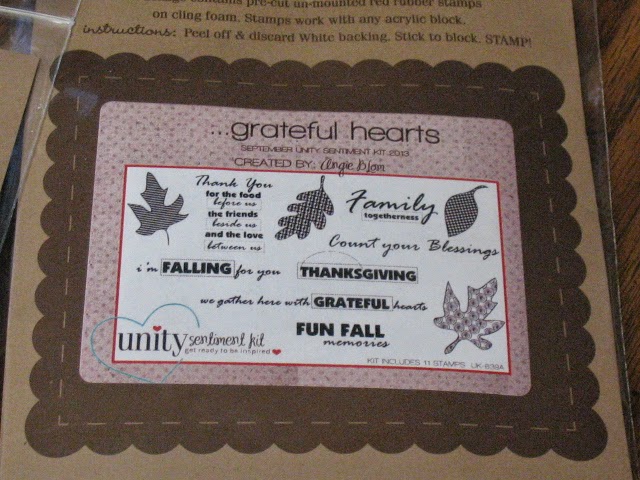 contains pre-cut un-mounted red rubber stamps
on cling foam. Stamps work with any acrylic block.
instructions: Peel off & discard White backing. Stick to block. STAMP!
...grateful hearts
SEPTEMBER UNITY SENTIMENT KIT 2013
CREATED BY: Angie Blom
Thank You
for the food
before us
the friends
beside us
and the love
between us
Family
togetherness
Count your Blessings
i'm FALLING for you
THANKSGIVING
we gather here with GRATEFUL hearts
FUN FALL
memories
unity sentiment kit
get ready to be inspired
KIT INCLUDES 11 STAMPS UK-639A